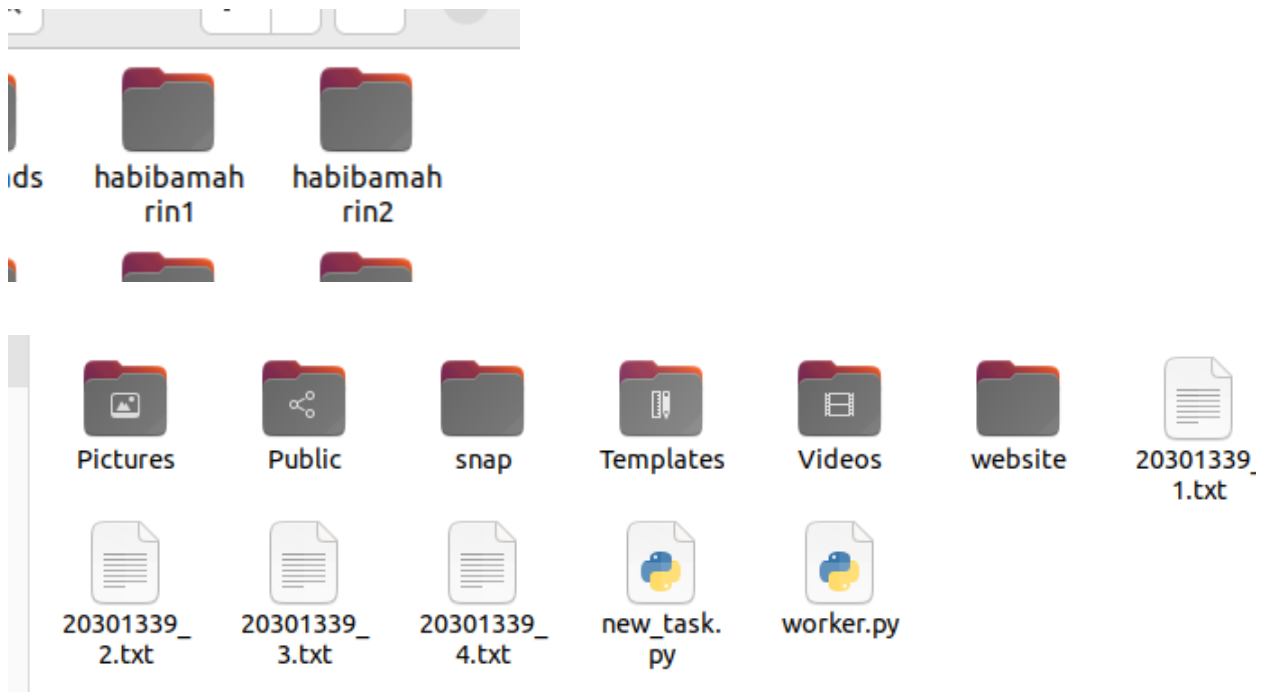 habibamah habibamah
rin1 rin2
Pictures Public snap Templates Videos website 20301339_
1.txt
20301339_ 20301339_ 20301339_ new_task. worker.py
2.txt 3.txt 4.txt py